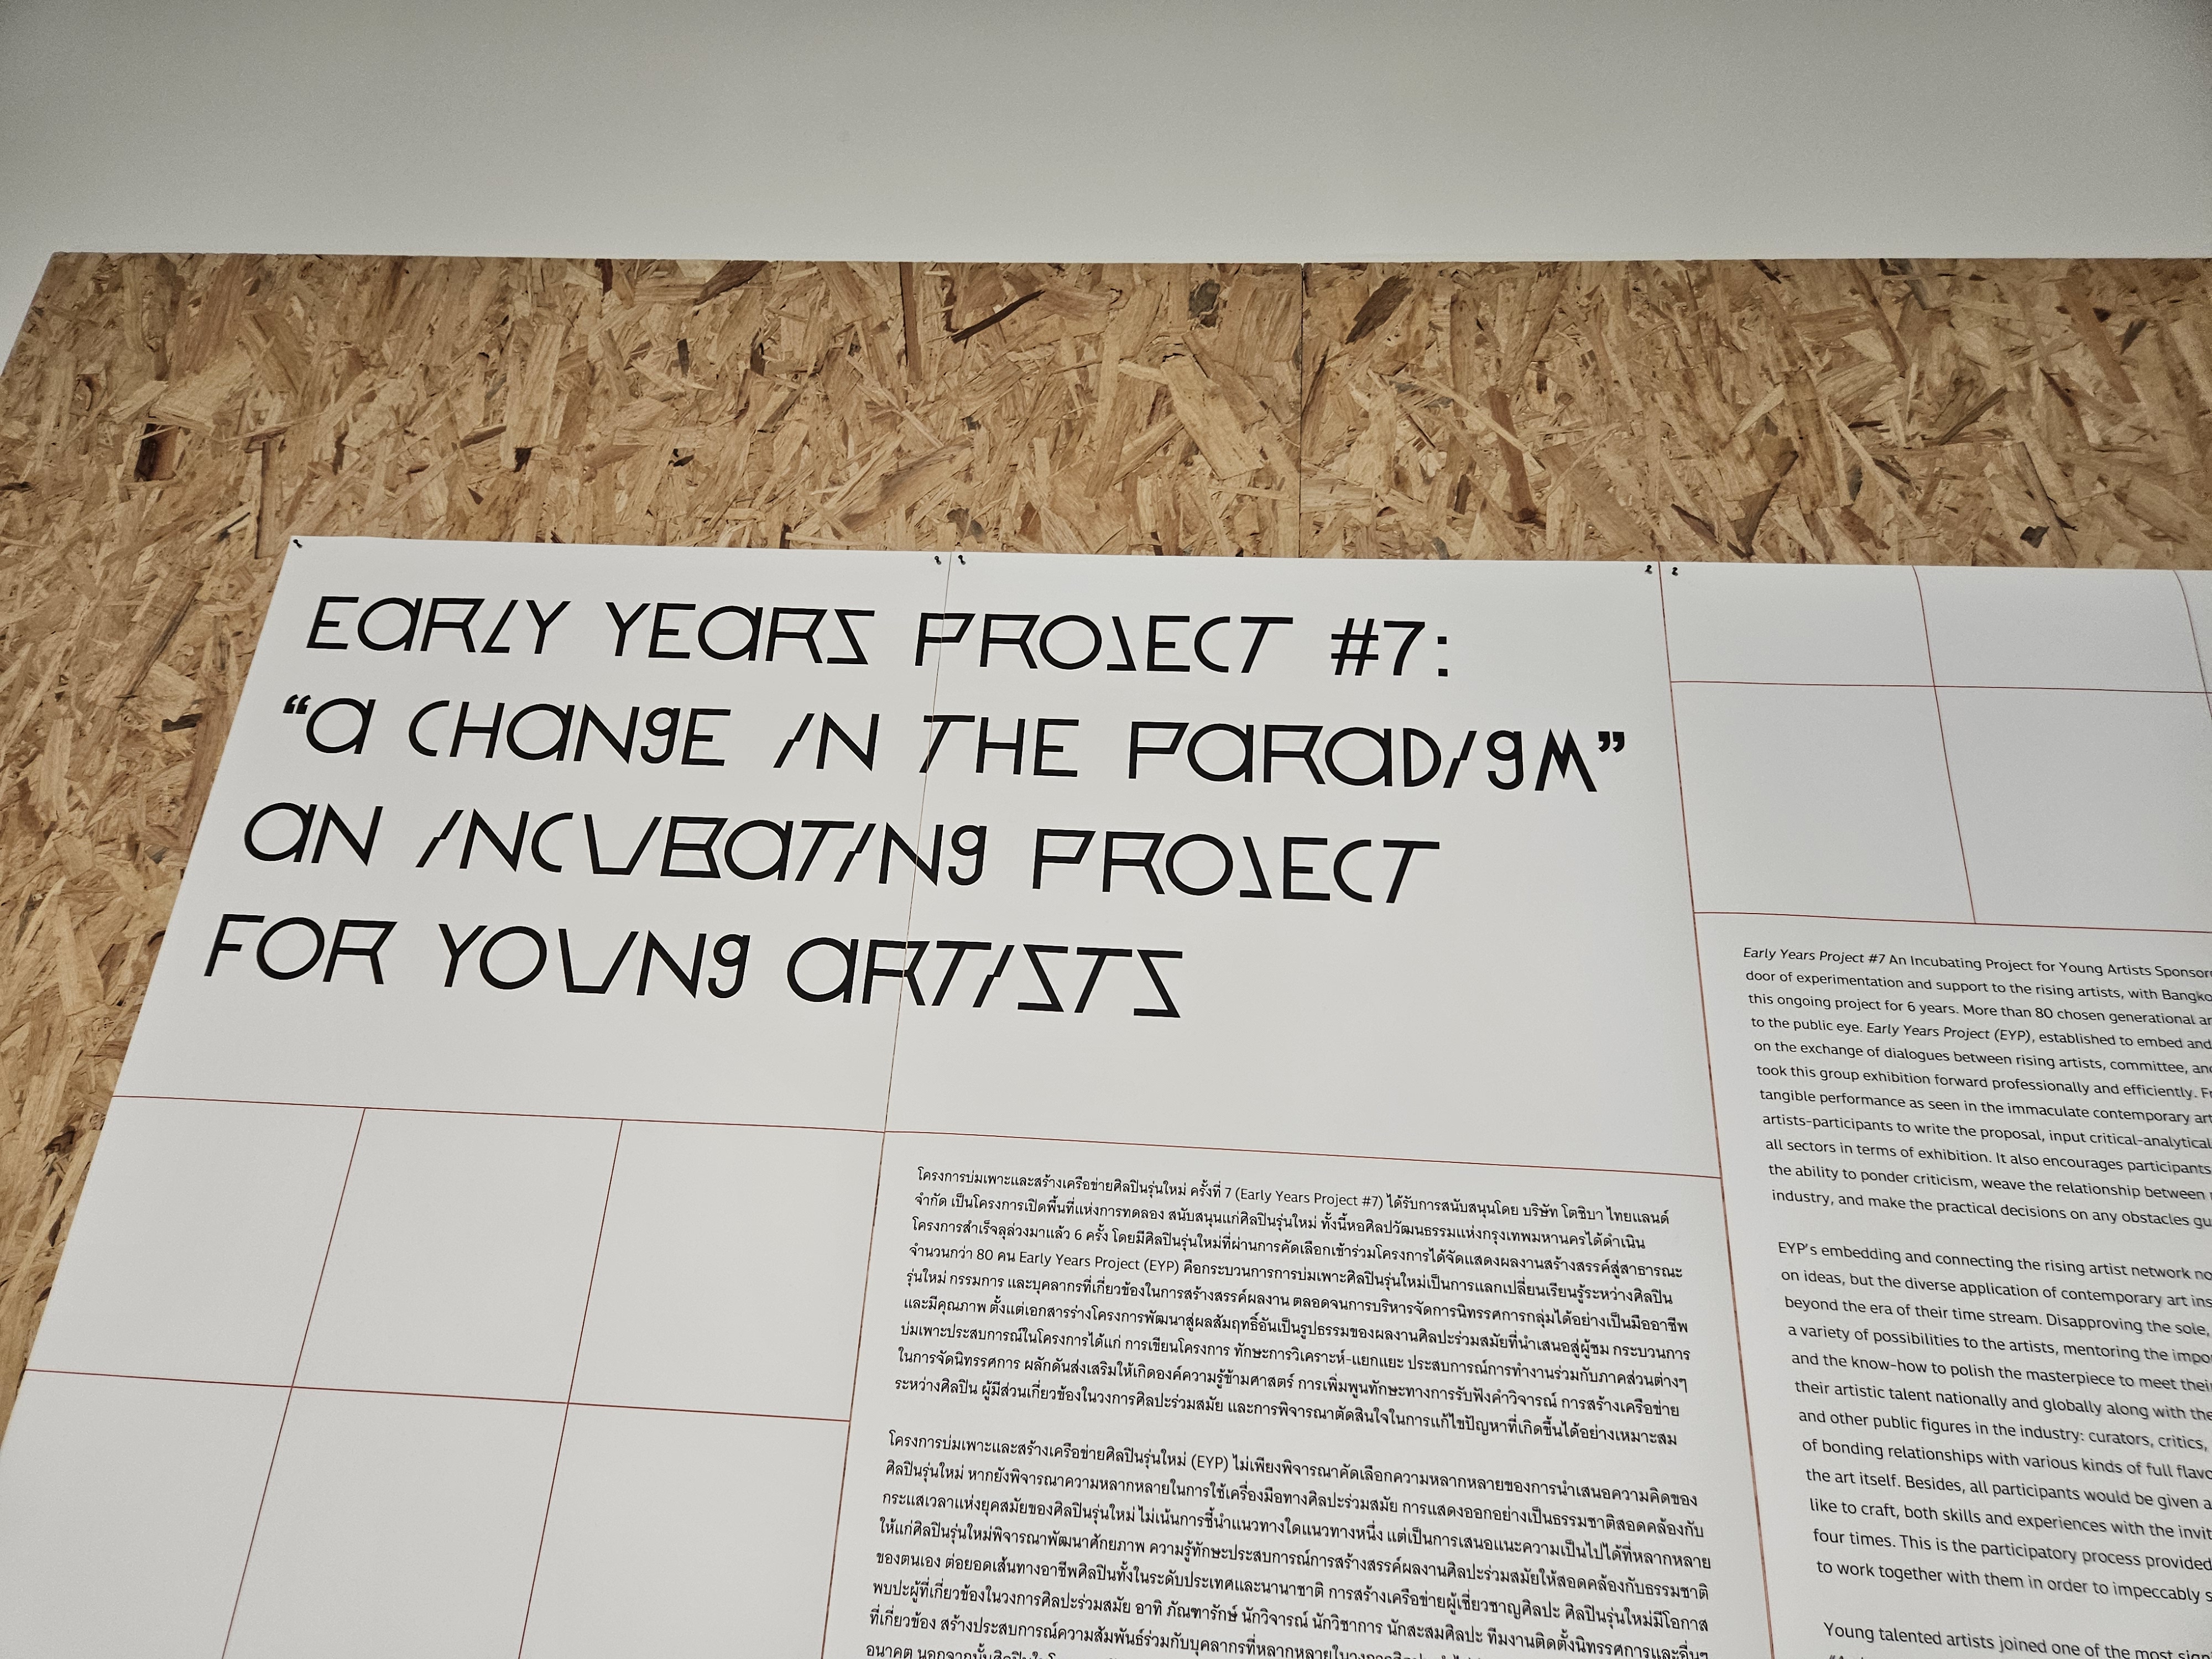 EARLY YEARS PROJECT #7:
“A CHANGE IN THE PARADIGM”
AN INCUBATING PROJECT
FOR YOUNG ARTISTS
โครงการบ่มเพาะและสร้างเครือข่ายศิลปินรุ่นใหม่ ครั้งที่ 7 (Early Years Project #7) ได้รับการสนับสนุนโดย บริษัท โตชิบา ไทยแลนด์
จำกัด เป็นโครงการเปิดพื้นที่แห่งการทดลอง สนับสนุนแก่ศิลปินรุ่นใหม่ ทั้งนี้หอศิลปวัฒนธรรมแห่งกรุงเทพมหานครได้ดำเนิน
โครงการสำเร็จลุล่วงมาแล้ว 6 ครั้ง โดยมีศิลปินรุ่นใหม่ที่ผ่านการคัดเลือกเข้าร่วมโครงการได้จัดแสดงผลงานสร้างสรรค์สู่สาธารณะ
จำนวนกว่า 80 คน Early Years Project (EYP) คือกระบวนการการบ่มเพาะศิลปินรุ่นใหม่เป็นการแลกเปลี่ยนเรียนรู้ระหว่างศิลปิน
รุ่นใหม่ กรรมการ และบุคลากรที่เกี่ยวข้องในการสร้างสรรค์ผลงาน ตลอดจนการบริหารจัดการนิทรรศการกลุ่มได้อย่างเป็นมืออาชีพ
และมีคุณภาพ ตั้งแต่เอกสารร่างโครงการพัฒนาสู่ผลสัมฤทธิ์อันเป็นรูปธรรมของผลงานศิลปะร่วมสมัยที่นำเสนอสู่ผู้ชม กระบวนการ
บ่มเพาะประสบการณ์ในโครงการได้แก่ การเขียนโครงการ ทักษะการวิเคราะห์-แยกแยะ ประสบการณ์การทำงานร่วมกับภาคส่วนต่างๆ
ในการจัดนิทรรศการ ผลักดันส่งเสริมให้เกิดองค์ความรู้ข้ามศาสตร์ การเพิ่มพูนทักษะทางการรับฟังคำวิจารณ์ การสร้างเครือข่าย
ระหว่างศิลปิน ผู้มีส่วนเกี่ยวข้องในวงการศิลปะร่วมสมัย และการพิจารณาตัดสินใจในการแก้ไขปัญหาที่เกิดขึ้นได้อย่างเหมาะสม
โครงการบ่มเพาะและสร้างเครือข่ายศิลปินรุ่นใหม่ (EYP) ไม่เพียงพิจารณาคัดเลือกความหลากหลายของการนำเสนอความคิดของ
ศิลปินรุ่นใหม่ หากยังพิจารณาความหลากหลายในการใช้เครื่องมือทางศิลปะร่วมสมัย การแสดงออกอย่างเป็นธรรมชาติสอดคล้องกับ
กระแสเวลาแห่งยุคสมัยของศิลปินรุ่นใหม่ ไม่เน้นการชี้นำแนวทางใดแนวทางหนึ่ง แต่เป็นการเสนอแนะความเป็นไปได้ที่หลากหลาย
ให้แก่ศิลปินรุ่นใหม่พิจารณาพัฒนาศักยภาพ ความรู้ทักษะประสบการณ์การสร้างสรรค์ผลงานศิลปะร่วมสมัยให้สอดคล้องกับธรรมชาติ
ของตนเอง ต่อยอดเส้นทางอาชีพศิลปินทั้งในระดับประเทศและนานาชาติ การสร้างเครือข่ายผู้เชี่ยวชาญศิลปะ ศิลปินรุ่นใหม่มีโอกาส
พบปะผู้ที่เกี่ยวข้องในวงการศิลปะร่วมสมัย อาทิ ภัณฑารักษ์ นักวิจารณ์ นักวิชาการ นักสะสมศิลปะ ทีมงานติดตั้งนิทรรศการและอื่นๆ
ที่เกี่ยวข้อง สร้างประสบการณ์ความสัมพันธ์ร่วมกับบุคลากรที่หลากหลายในวงการ
อนาคต นอกจากนั้นศิลปิน
Early Years Project #7 An Incubating Project for Young Artists Sponsor
door of experimentation and support to the rising artists, with Bangko
this ongoing project for 6 years. More than 80 chosen generational ar
to the public eye. Early Years Project (EYP), established to embed and
on the exchange of dialogues between rising artists, committee, and
took this group exhibition forward professionally and efficiently. Fr
tangible performance as seen in the immaculate contemporary art
artists-participants to write the proposal, input critical-analytical
all sectors in terms of exhibition. It also encourages participants
the ability to ponder criticism, weave the relationship between
industry, and make the practical decisions on any obstacles gu
EYP's embedding and connecting the rising artist network no
on ideas, but the diverse application of contemporary art ins
beyond the era of their time stream. Disapproving the sole,
a variety of possibilities to the artists, mentoring the impo
and the know-how to polish the masterpiece to meet their
their artistic talent nationally and globally along with the
and other public figures in the industry: curators, critics,
of bonding relationships with various kinds of full flavo
the art itself. Besides, all participants would be given a
like to craft, both skills and experiences with the invit
four times. This is the participatory process provided
to work together with them in order to impeccably s
Young talented artists joined one of the most sign